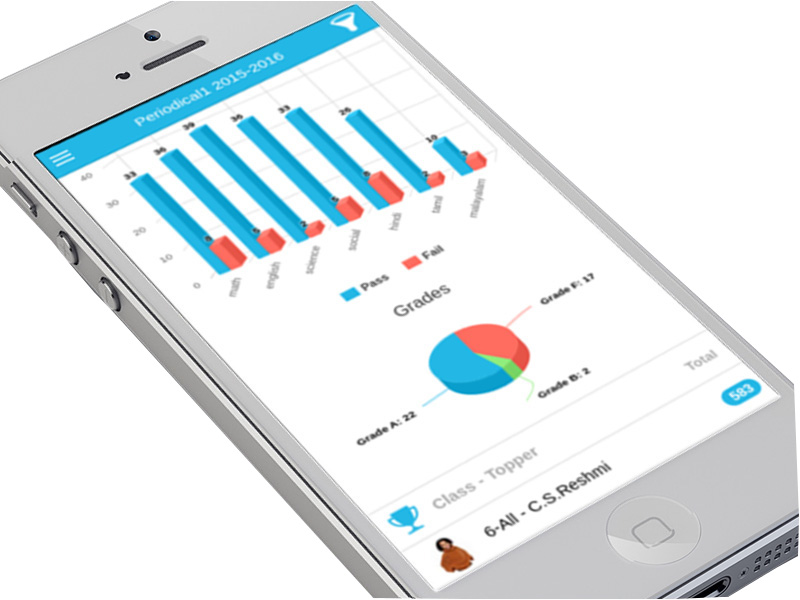 Periodical1 2015-2016
40
30
20
10
0
33
36
39
36
33
26
10
2
2
math
english
science
social
hindi
tamil
malayalam
Pass
Fail
Grades
Grade F: 17
Grade B: 2
Grade A: 22
Total
583
Class - Topper
6-All - C.S.Reshmi